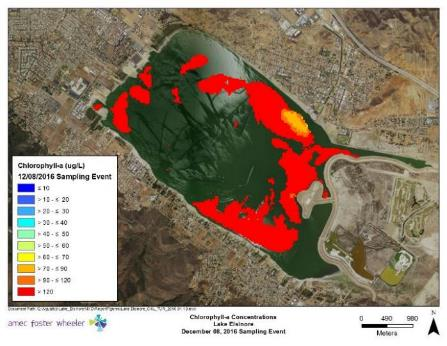 Chlorophyll-a (ug/L)
12/08/2016 Sampling Event
≤ 10
> 10 - ≤ 20
> 20 - ≤ 30
> 30 - ≤ 40
> 40 - ≤ 50
> 50 - ≤ 60
> 60 - ≤ 70
> 70 - ≤ 90
> 90 - ≤ 120
> 120
amec foster wheeler
Chlorophyll-a Concentrations
Lake Elsinore
December 08, 2016 Sampling Event
0 490 980
Meters
N